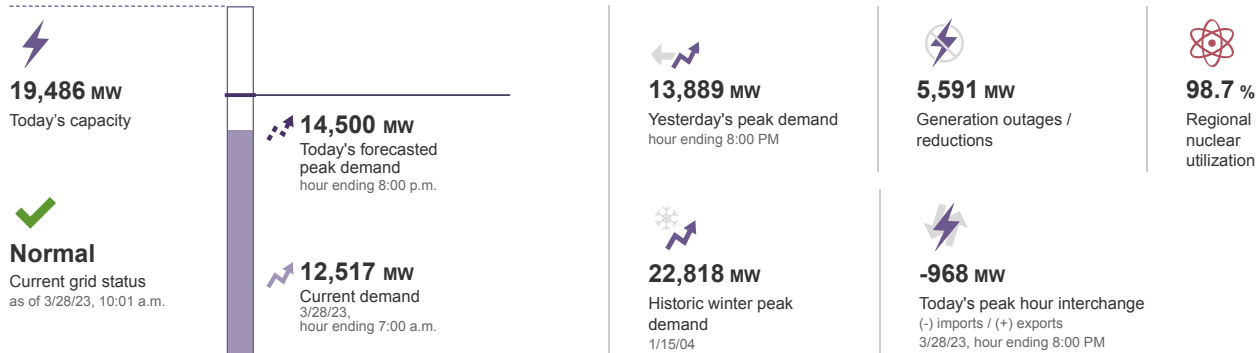 19,486 MW
Today's capacity
Normal
Current grid status
as of 3/28/23, 10:01 a.m.
14,500 MW
Today's forecasted
peak demand
hour ending 8:00 p.m.
12,517 MW
Current demand
3/28/23,
hour ending 7:00 a.m.
13,889 MW
Yesterday's peak demand
hour ending 8:00 PM
5,591 MW
Generation outages /
reductions
98.7 %
Regional
nuclear
utilization
22,818 MW
Historic winter peak
demand
1/15/04
-968 MW
Today's peak hour interchange
(-) imports / (+) exports
3/28/23, hour ending 8:00 PM